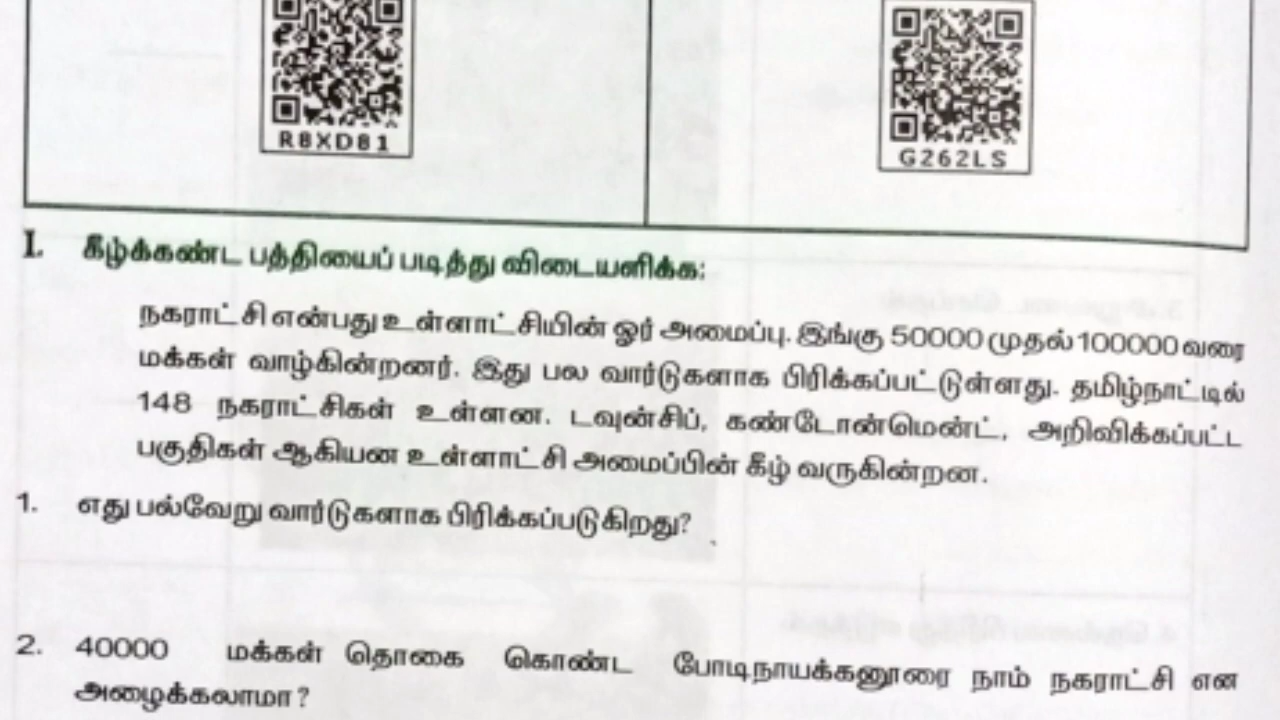 R8XD81
G262LS
I. கீழ்க்கண்ட பத்தியைப் படித்து விடையளிக்க:
நகராட்சி என்பது உள்ளாட்சியின் ஓர் அமைப்பு. இங்கு 50000 முதல் 100000 வரை
மக்கள் வாழ்கின்றனர். இது பல வார்டுகளாக பிரிக்கப்பட்டுள்ளது. தமிழ்நாட்டில்
148 நகராட்சிகள் உள்ளன. டவுன்சிப், கண்டோன்மென்ட், அறிவிக்கப்பட்ட
பகுதிகள் ஆகியன உள்ளாட்சி அமைப்பின் கீழ் வருகின்றன.
1. எது பல்வேறு வார்டுகளாக பிரிக்கப்படுகிறது?
2. 40000 மக்கள் தொகை கொண்ட போடிநாயக்கனூரை நாம் நகராட்சி என
அழைக்கலாமா?